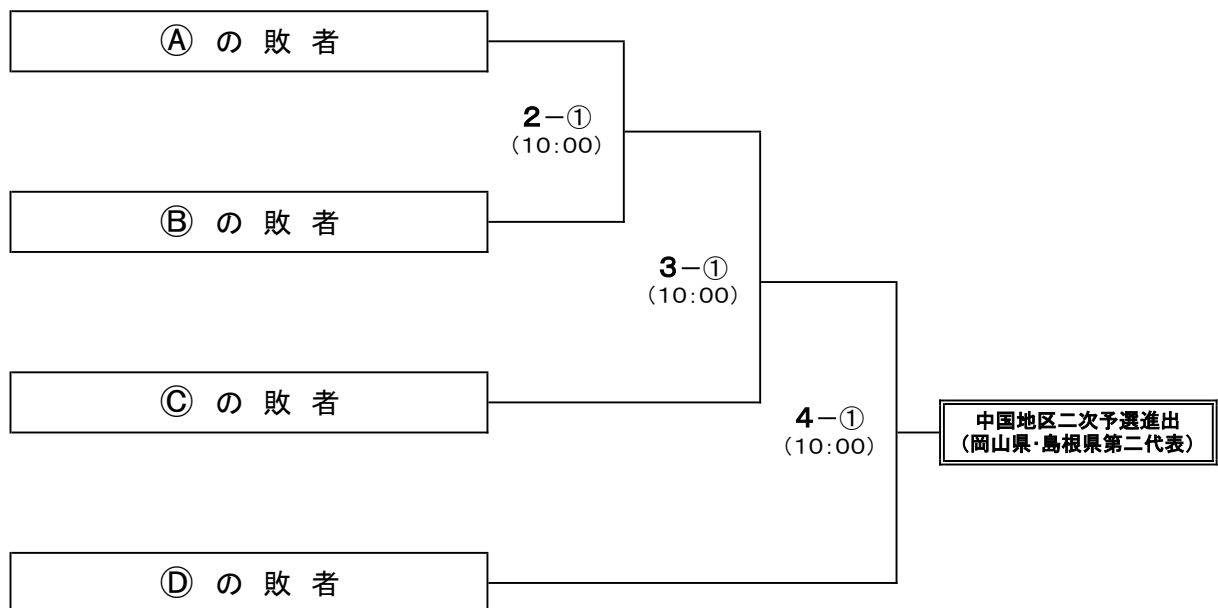 Ⓐ の 敗 者
2－①
（10:00）
Ⓑ の 敗 者
3－①
（10:00）
Ⓒ の 敗 者
4－①
（10:00）
中国地区二次予選進出
（岡山県・島根県第二代表）
Ⓓ の 敗 者